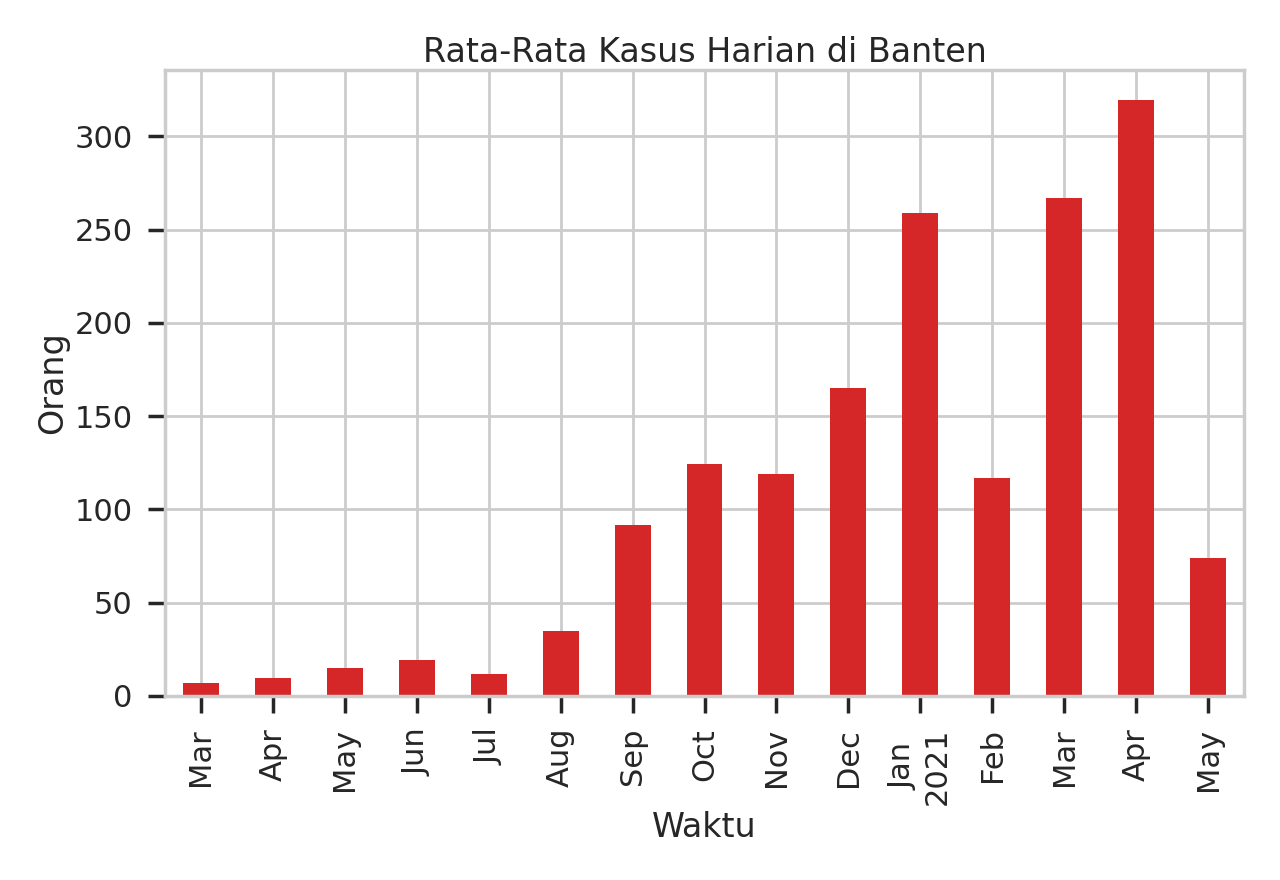 Rata-Rata Kasus Harian di Banten
Orang
300
250
200
150
100
50
0
Mar
Apr
May
Jun
Jul
Aug
Sep
Oct
Nov
Dec
Jan
2021
Feb
Mar
Apr
May
Waktu